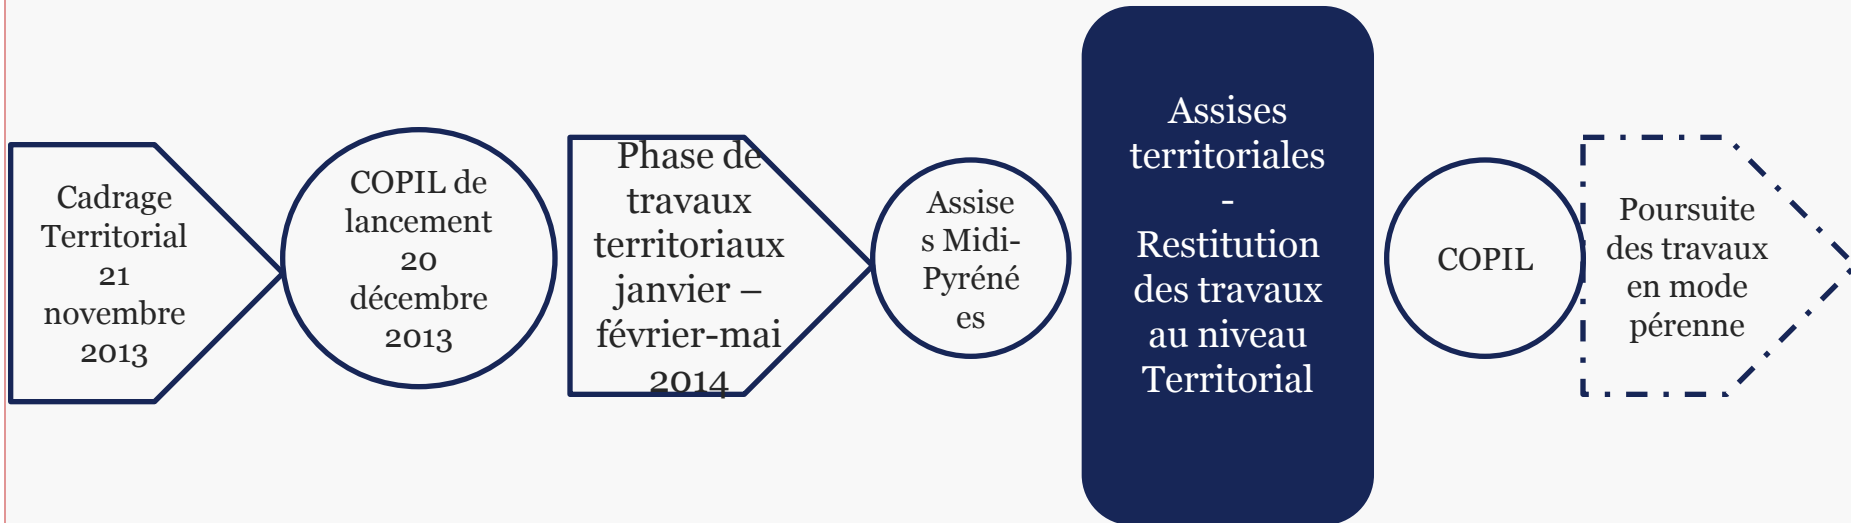 Cadrage
Territorial
21
novembre
2013
COPIL de
lancement
20
décembre
2013
Phase de
travaux
territoriaux
janvier –
février-mai
2014
Assise
s Midi-
Pyréné
es
Assises
territoriales
-
Restitution
des travaux
au niveau
Territorial
COPIL
Poursuite
des travaux
en mode
pérenne